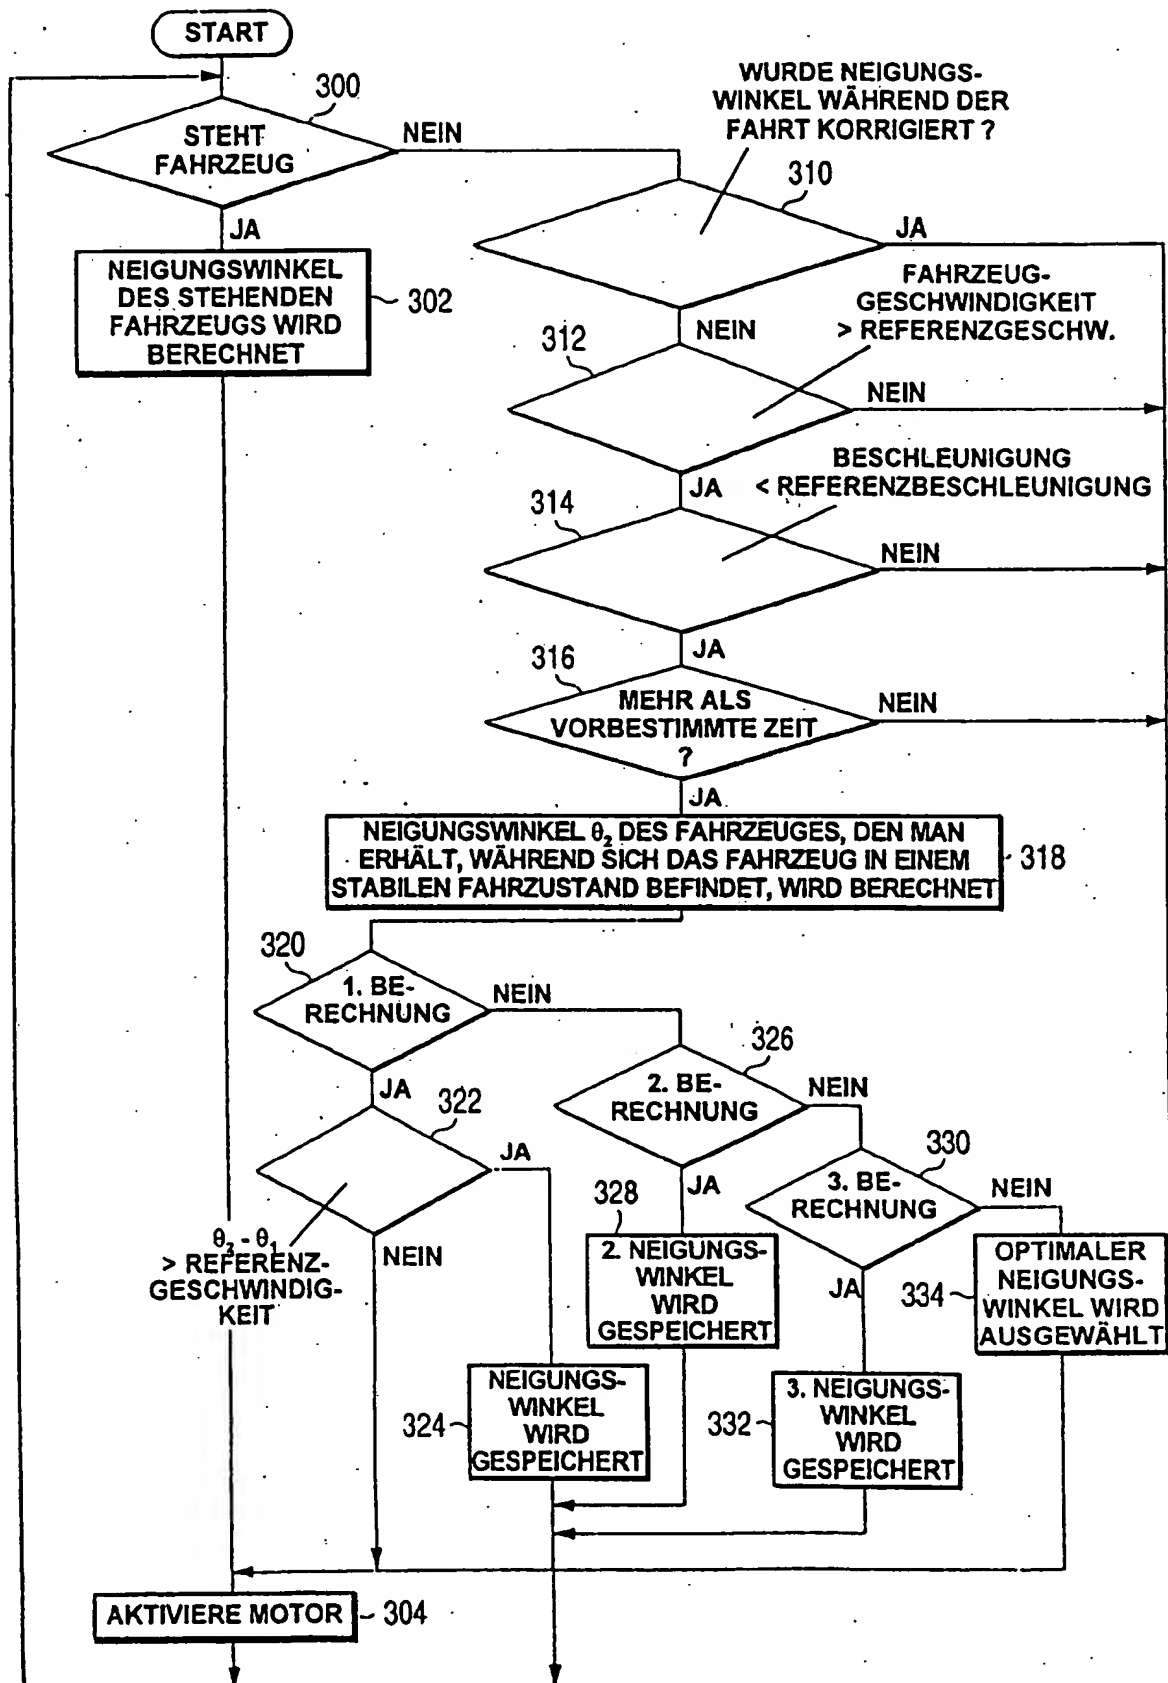 START
300
STEHT
FAHRZEUG
NEIN
JA
NEIGUNGSWINKEL
DES STEHENDEN
FAHRZEUGS WIRD
BERECHNET
302
WURDE NEIGUNGS-
WINKEL WÄHREND DER
FAHRT KORRIGIERT ?
310
JA
NEIN
FAHRZEUG-
GESCHWINDIGKEIT
> REFERENZGESCHW.
312
NEIN
JA
BESCHLEUNIGUNG
< REFERENZBESCHLEUNIGUNG
314
NEIN
JA
316
MEHR ALS
VORBESTIMMTE ZEIT
?
NEIN
JA
NEIGUNGSWINKEL θ₂ DES FAHRZEUGES, DEN MAN
ERHÄLT, WÄHREND SICH DAS FAHRZEUG IN EINEM
STABILEN FAHRZUSTAND BEFINDET, WIRD BERECHNET
318
320
1. BE-
RECHNUNG
NEIN
JA
322
JA
NEIN
θ₂ - θ₁
> REFERENZ-
GESCHWINDIG-
KEIT
NEIGUNGS-
WINKEL
WIRD
GESPEICHERT
324
326
2. BE-
RECHNUNG
NEIN
JA
328
2. NEIGUNGS-
WINKEL
WIRD
GESPEICHERT
330
3. BE-
RECHNUNG
NEIN
JA
332
3. NEIGUNGS-
WINKEL
WIRD
GESPEICHERT
334
OPTIMALER
NEIGUNGS-
WINKEL WIRD
AUSGEWÄHLT
AKTIVIERE MOTOR
304